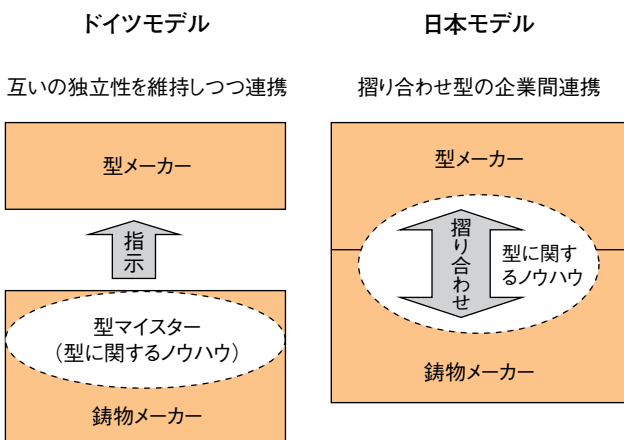 ドイツモデル
互いの独立性を維持しつつ連携
型メーカー
指示
型マイスター
（型に関するノウハウ）
鋳物メーカー
日本モデル
摺り合わせ型の企業間連携
型メーカー
摺り合わせ
型に関す
るノウハウ
鋳物メーカー